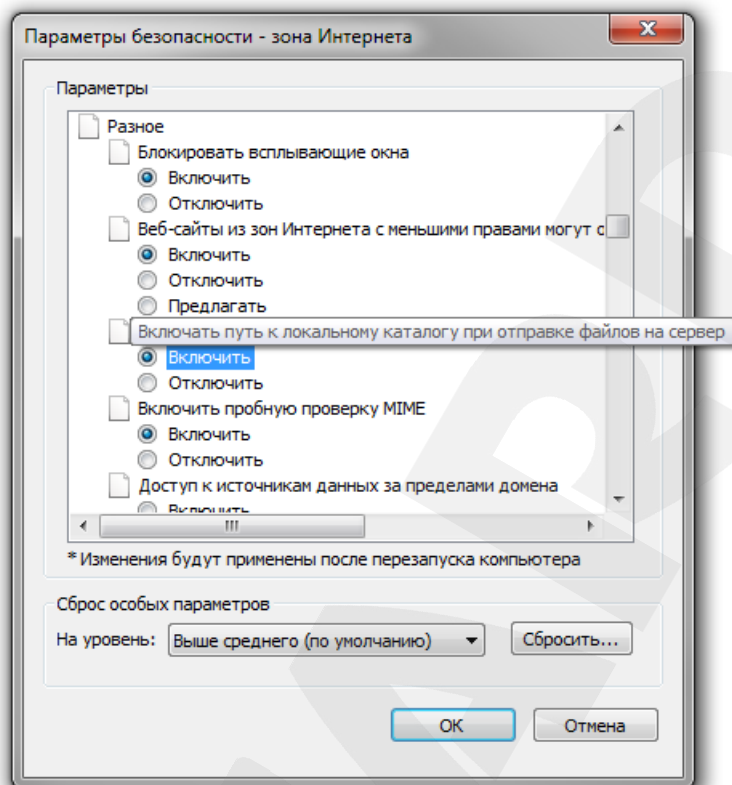 Параметры безопасности - зона Интернета
Параметры
Разное
Блокировать всплывающие окна
Включить
Отключить
Веб-сайты из зон Интернета с меньшими правами могут о
Включить
Отключить
Предлагать
Включать путь к локальному каталогу при отправке файлов на сервер
Включить
Отключить
Включить пробную проверку MIME
Включить
Отключить
Доступ к источникам данных за пределами домена
Включить
* Изменения будут применены после перезапуска компьютера
Сброс особых параметров
На уровень: Выше среднего (по умолчанию) Сбросить...
ОК Отмена